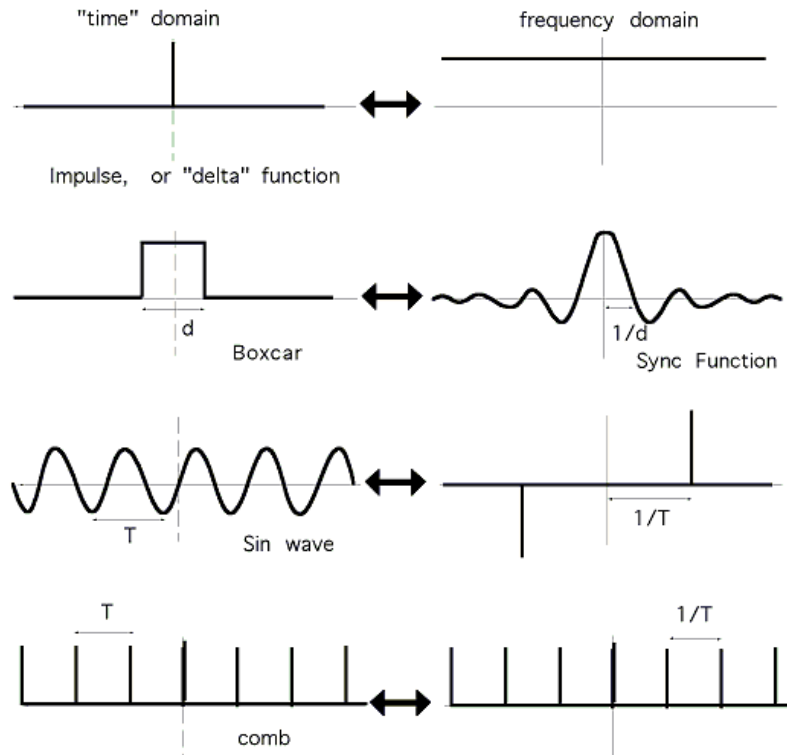 "time" domain
frequency domain
Impulse, or "delta" function
d
Boxcar
1/d
Sync Function
T
Sin wave
1/T
T
1/T
comb